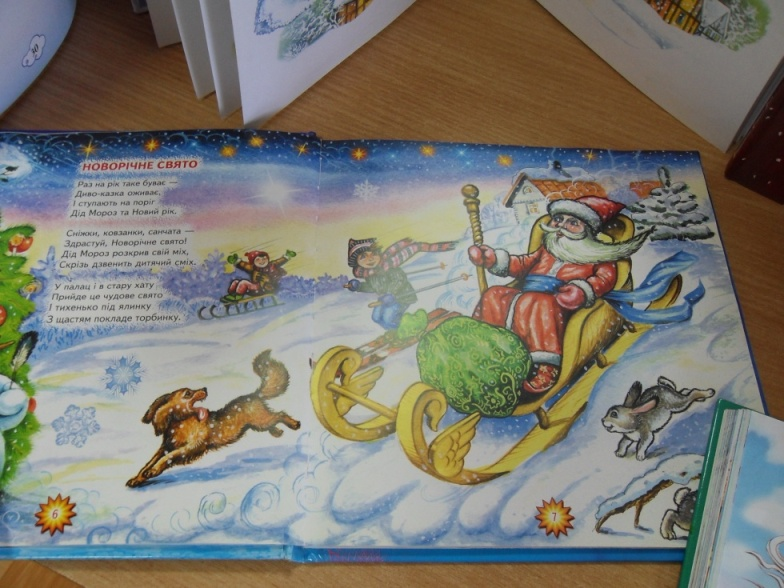 НОВОРІЧНЕ СВЯТО
Раз на рік таке буває —
Диво-казка оживає,
І ступають на поріг
Дід Мороз та Новий рік.
Сніжки, ковзанки, санчата —
Здрастуй, Новорічне свято!
Дід Мороз розкрив свій міх,
Скрізь дзвенить дитячий сміх.
У палац і в стару хату
Прийде це чудове свято
І тихенько під ялинку
З щастям покладе торбинку.
6
7